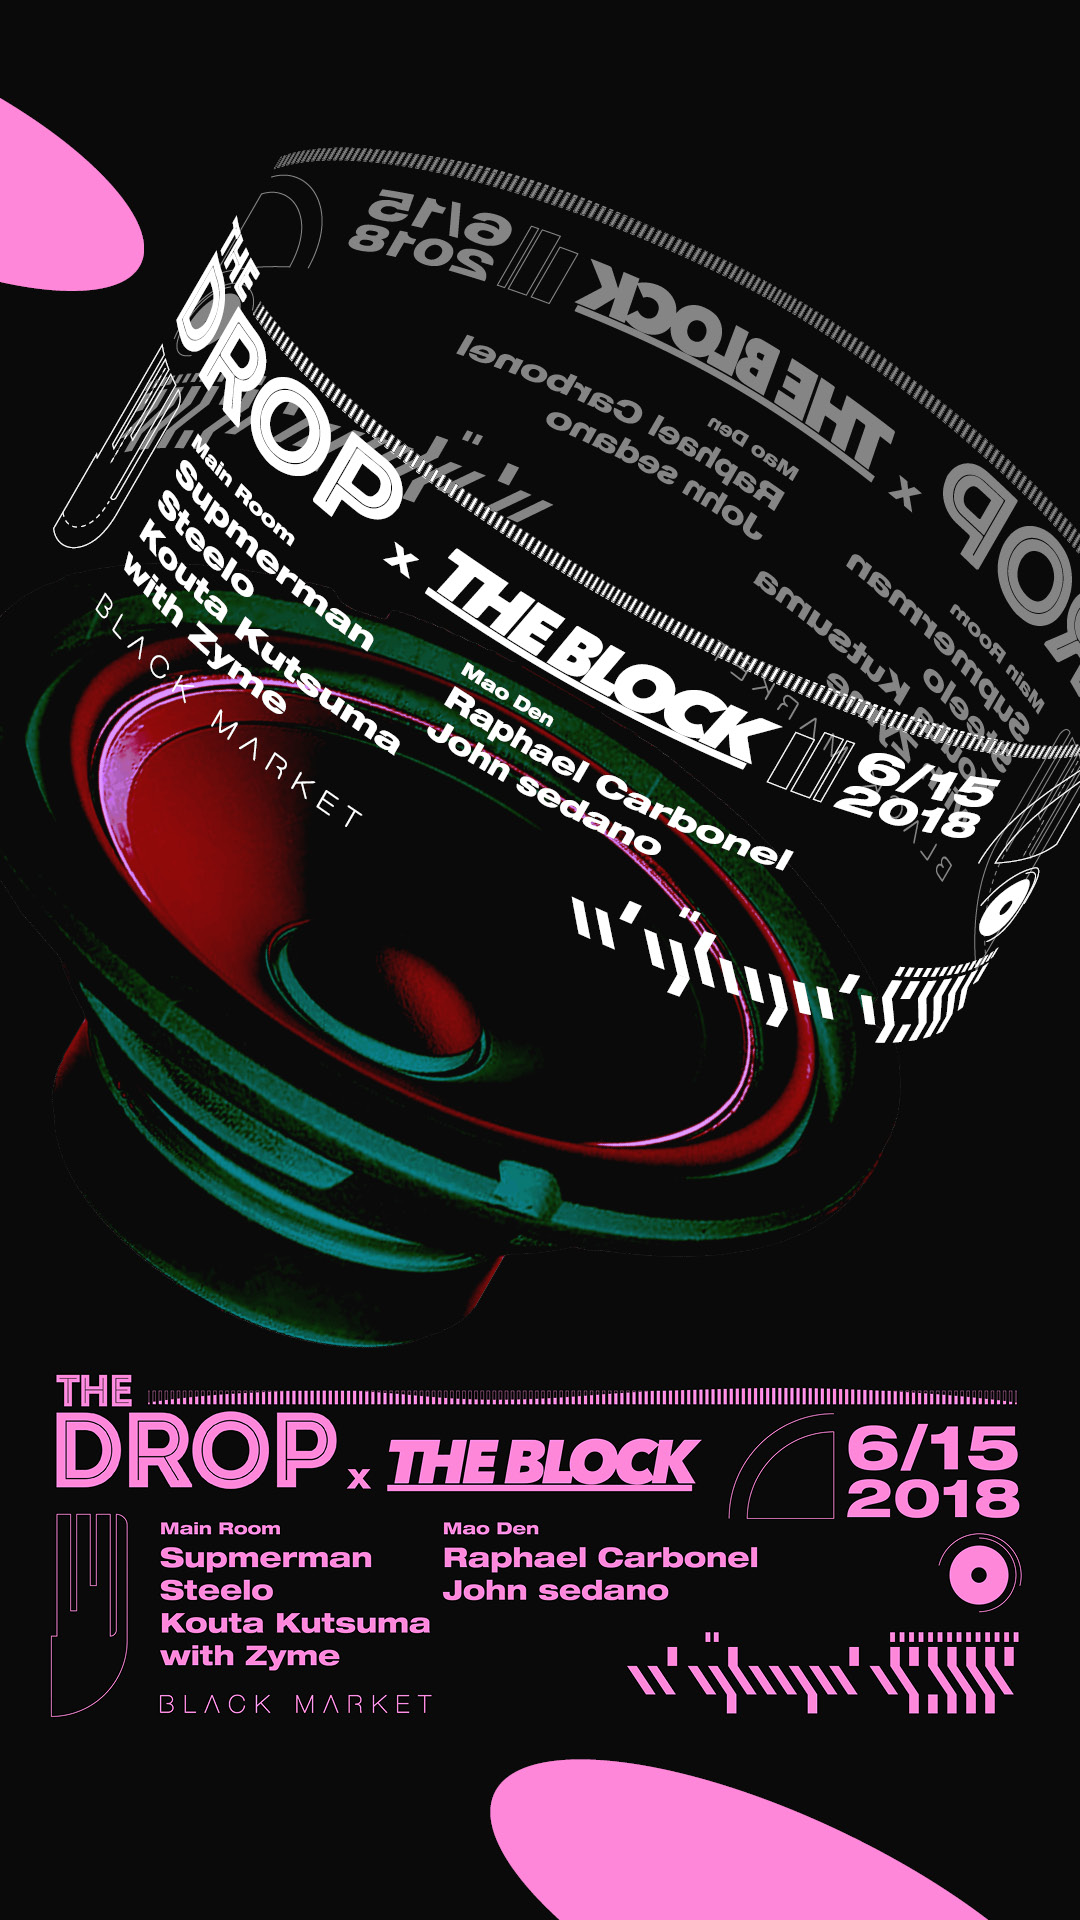 THE
DROP x THE BLOCK
6/15
2018
Main Room
Supmerman
Steelo
Kouta Kutsuma
with Zyme
BLACK MARKET
Mao Den
Raphael Carbonel
John sedano
THE
DROP x THE BLOCK
6/15
2018
Main Room
Supmerman
Steelo
Kouta Kutsuma
with Zyme
BLACK MARKET
Mao Den
Raphael Carbonel
John sedano
6/15
2018
THE BLOCK
x
DROP
Mao Den
Raphael Carbonel
John sedano
Main Room
Supmerman
Steelo
Kouta Kutsuma